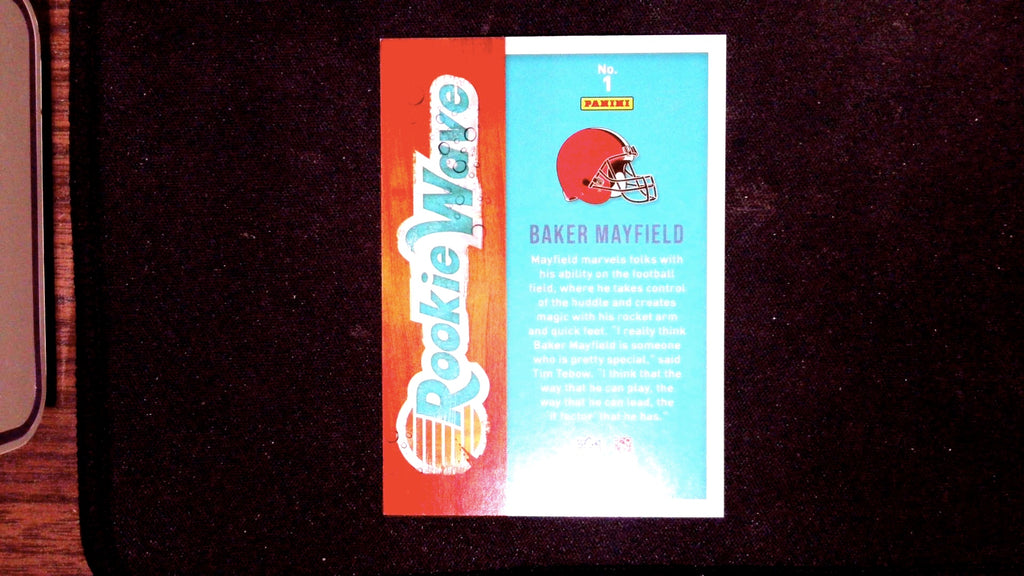 Rookie Wave
No.
1
PANINI
BAKER MAYFIELD
Mayfield marvels folks with
his ability on the football
field, where he takes control
of the huddle and creates
magic with his rocket arm
and quick feet. "I really think
Baker Mayfield is someone
who is pretty special," said
Tim Tebow. "I think that the
way that he can play, the
way that he can lead, the
'it factor' that he has."